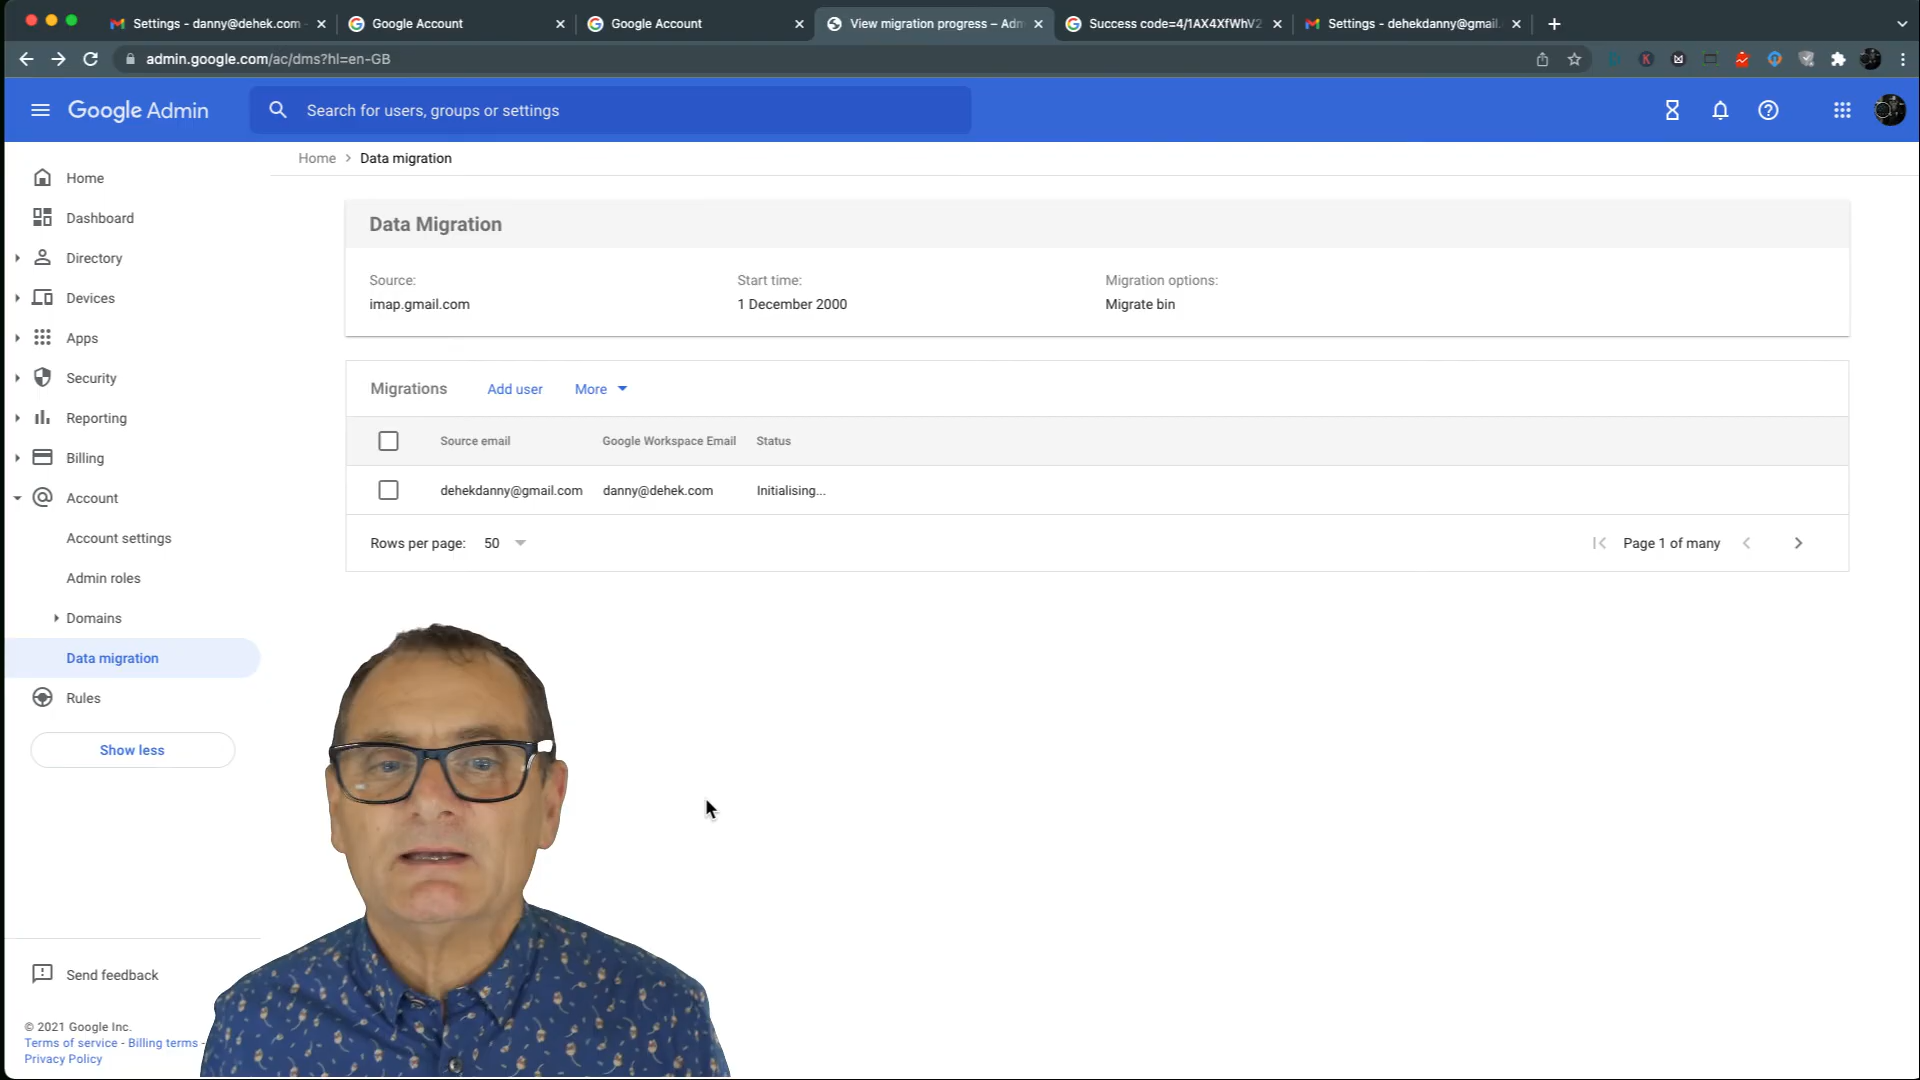 Settings - danny@dehek.com
Google Account
Google Account
View migration progress – Adm
Success code=4/1AX4XfWhV2
Settings - dehekdanny@gmail.
admin.google.com/ac/dms?hl=en-GB
Google Admin
Search for users, groups or settings
Home
Data migration
Home
Dashboard
Directory
Devices
Apps
Security
Reporting
Billing
Account
Account settings
Admin roles
Domains
Data migration
Rules
Show less
Send feedback
© 2021 Google Inc.
Terms of service - Billing terms -
Privacy Policy
Data Migration
Source:
imap.gmail.com
Start time:
1 December 2000
Migration options:
Migrate bin
Migrations
Add user
More
Source email
Google Workspace Email
Status
dehekdanny@gmail.com
danny@dehek.com
Initialising...
Rows per page:
50
Page 1 of many